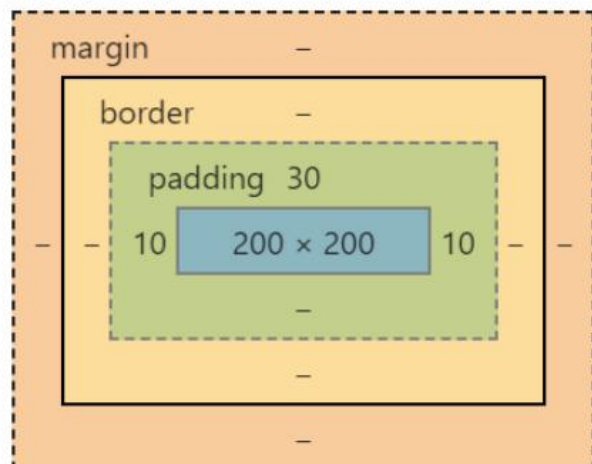 margin –
border –
padding 30
– – 10 200 × 200 10 – –
–
–
–